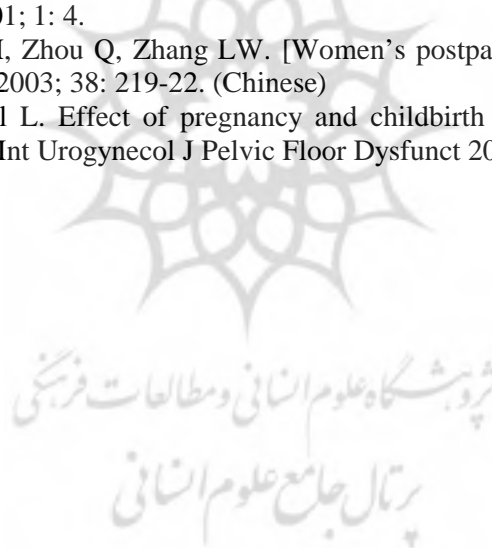 01; 1: 4.
I, Zhou Q, Zhang LW. [Women’s postpa
2003; 38: 219-22. (Chinese)
l L. Effect of pregnancy and childbirth
Int Urogynecol J Pelvic Floor Dysfunct 20
پژوهشگاه علوم انسانی و مطالعات فرهنگی
پرتال جامع علوم انسانی